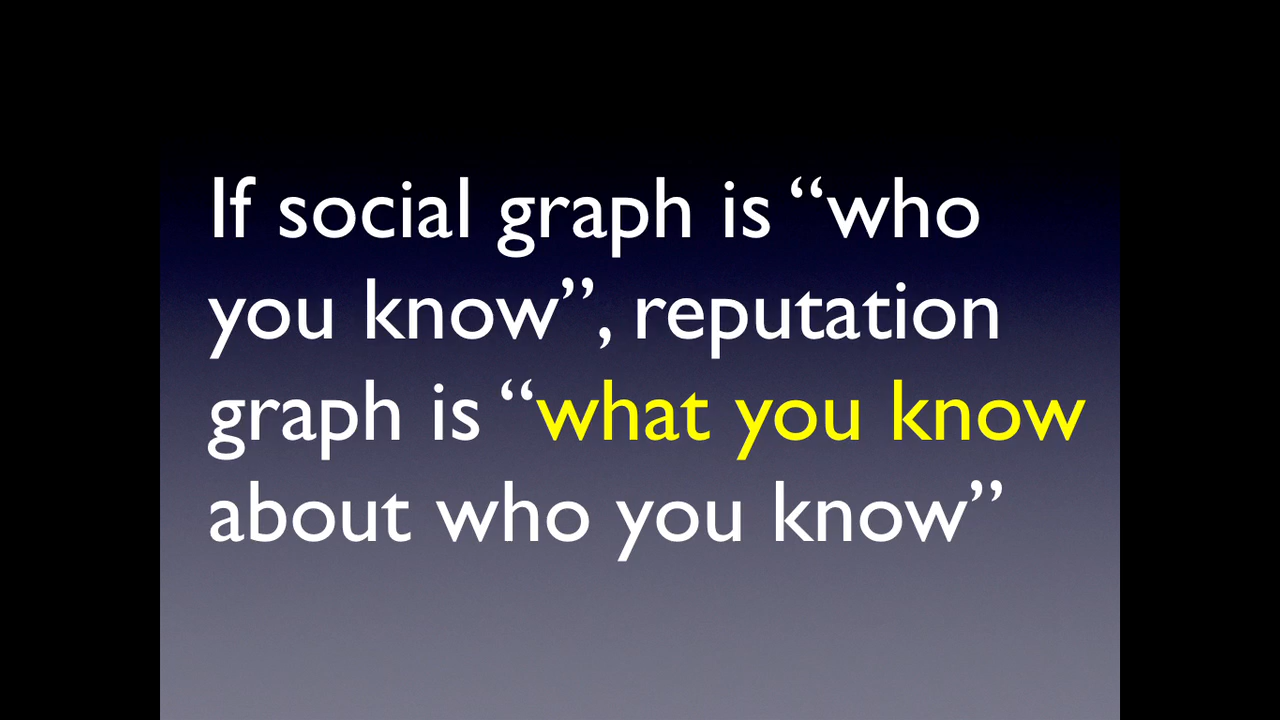 If social graph is “who
you know”, reputation
graph is “what you know
about who you know”